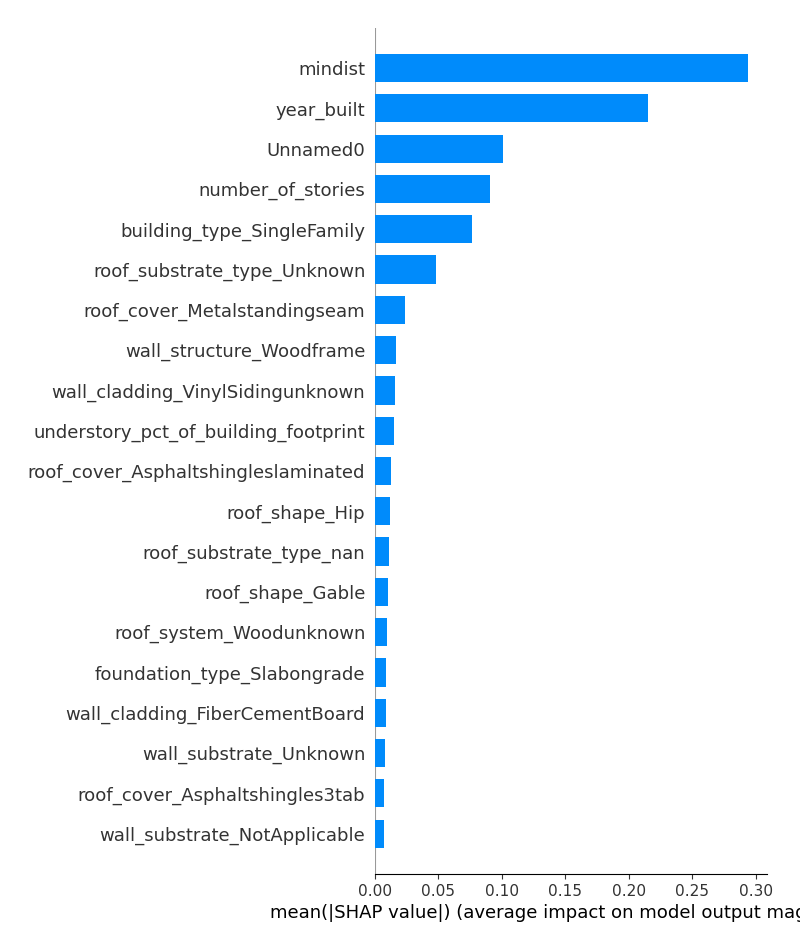 mindist
year_built
Unnamed0
number_of_stories
building_type_SingleFamily
roof_substrate_type_Unknown
roof_cover_Metalstandingseam
wall_structure_Woodframe
wall_cladding_VinylSidingunknown
understory_pct_of_building_footprint
roof_cover_Asphaltshingleslaminated
roof_shape_Hip
roof_substrate_type_nan
roof_shape_Gable
roof_system_Woodunknown
foundation_type_Slabongrade
wall_cladding_FiberCementBoard
wall_substrate_Unknown
roof_cover_Asphaltshingles3tab
wall_substrate_NotApplicable
0.00 0.05 0.10 0.15 0.20 0.25 0.30
mean(|SHAP value|) (average impact on model output mag